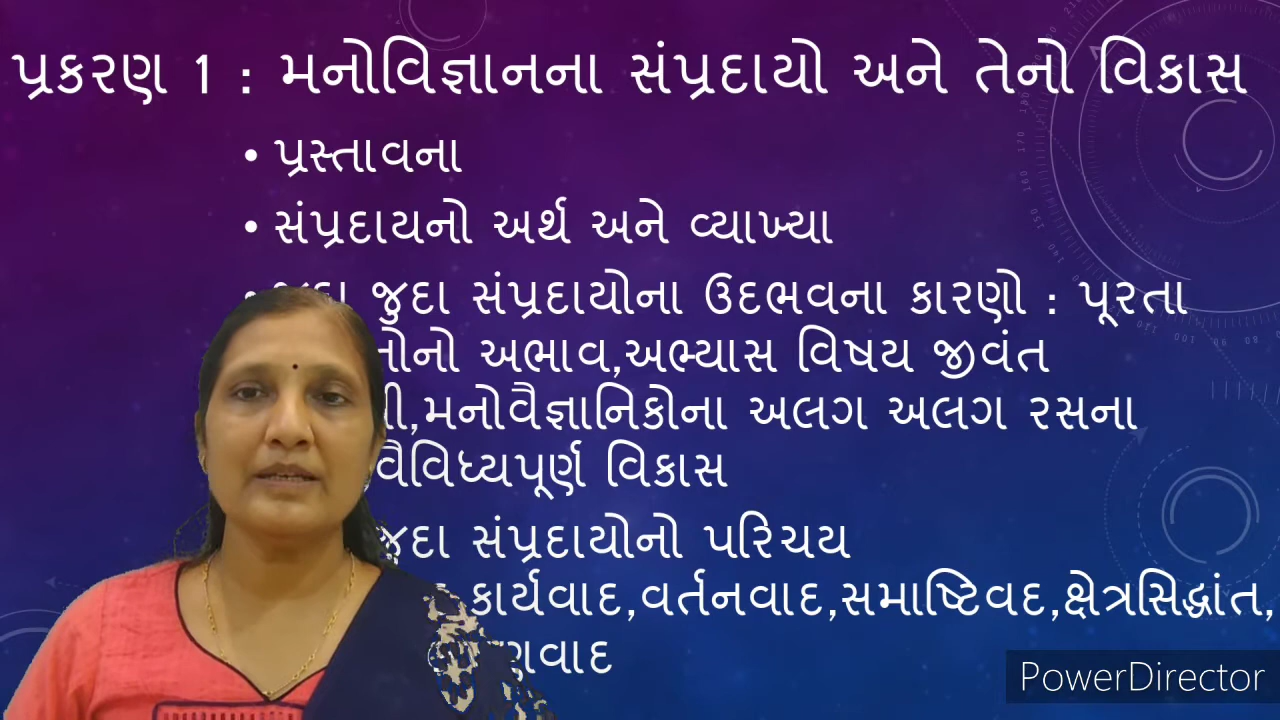 પ્રકરણ 1 : મનોવિજ્ઞાનના સંપ્રદાયો અને તેનો વિકાસ
• પ્રસ્તાવના
• સંપ્રદાયનો અર્થ અને વ્યાખ્યા
જુદા સંપ્રદાયોના ઉદભવના કારણો : પૂરતા
અભાવ,અભ્યાસ વિષય જીવંત
મનોવૈજ્ઞાનિકોના અલગ અલગ રસના
વૈવિધ્યપૂર્ણ વિકાસ
જુદા સંપ્રદાયોનો પરિચય
કાર્યવાદ,વર્તનવાદ,સમાષ્ટિવદ,ક્ષેત્રસિદ્ધાંત,
PowerDirector